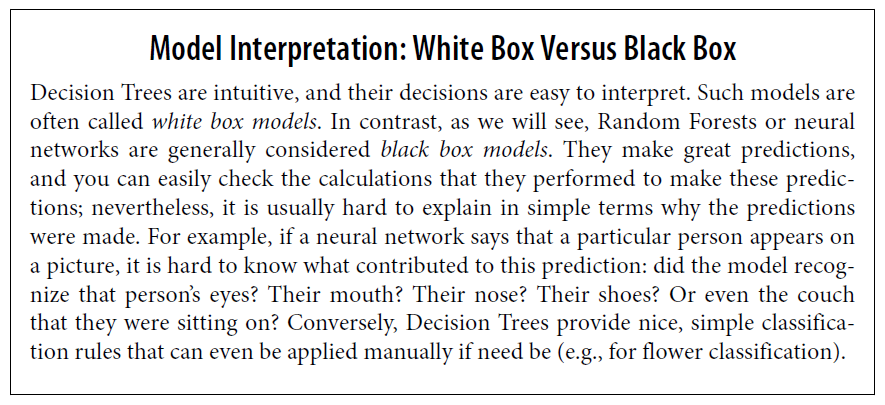 Model Interpretation: White Box Versus Black Box
Decision Trees are intuitive, and their decisions are easy to interpret. Such models are
often called white box models. In contrast, as we will see, Random Forests or neural
networks are generally considered black box models. They make great predictions,
and you can easily check the calculations that they performed to make these predic-
tions; nevertheless, it is usually hard to explain in simple terms why the predictions
were made. For example, if a neural network says that a particular person appears on
a picture, it is hard to know what contributed to this prediction: did the model recog-
nize that person’s eyes? Their mouth? Their nose? Their shoes? Or even the couch
that they were sitting on? Conversely, Decision Trees provide nice, simple classifica-
tion rules that can even be applied manually if need be (e.g., for flower classification).